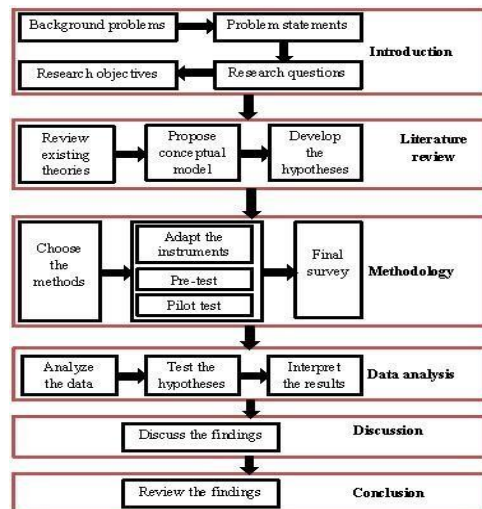 Background problems
Problem statements
Introduction
Research objectives
Research questions
Review
existing
theories
Propose
conceptual
model
Develop
the
hypotheses
Literature
review
Choose
the
methods
Adapt the
instruments
Pre-test
Pilot test
Final
survey
Methodology
Analyze
the data
Test the
hypotheses
Interpret
the results
Data analysis
Discuss the findings
Discussion
Review the findings
Conclusion